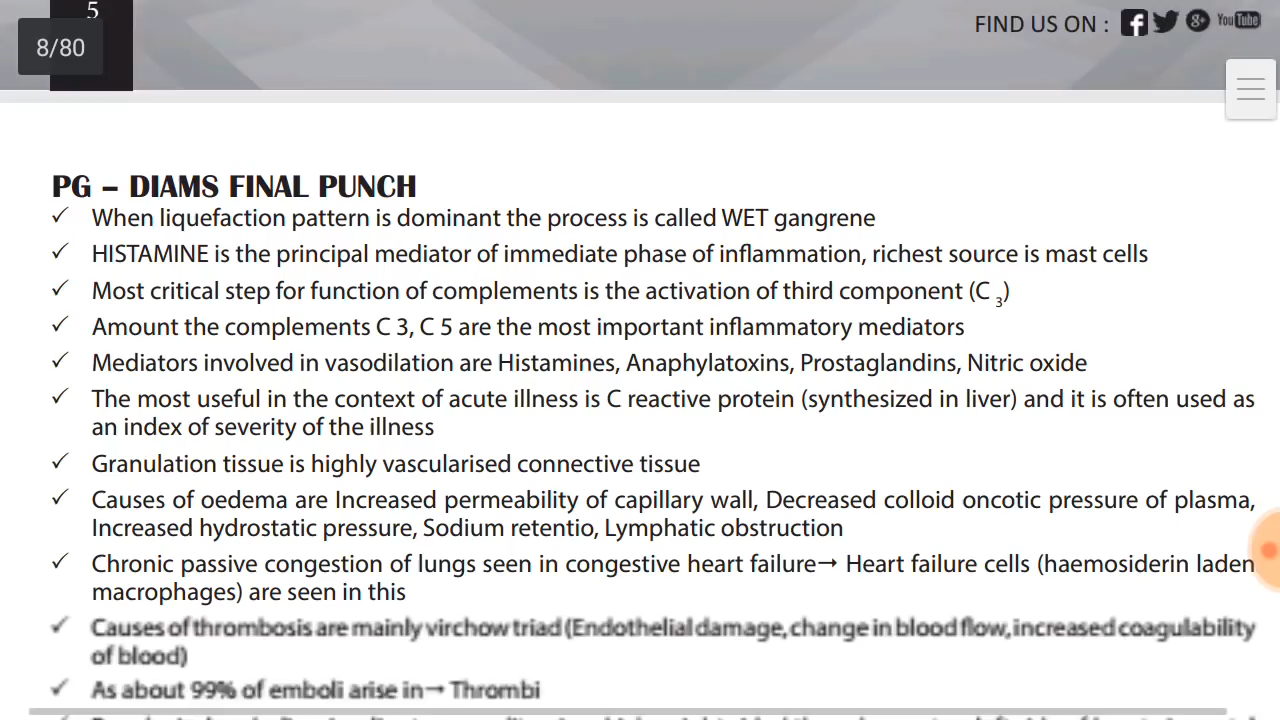 5
8/80
FIND US ON :
You Tube
PG – DIAMS FINAL PUNCH
✓ When liquefaction pattern is dominant the process is called WET gangrene
✓ HISTAMINE is the principal mediator of immediate phase of inflammation, richest source is mast cells
✓ Most critical step for function of complements is the activation of third component (C 3)
✓ Amount the complements C 3, C 5 are the most important inflammatory mediators
✓ Mediators involved in vasodilation are Histamines, Anaphylatoxins, Prostaglandins, Nitric oxide
✓ The most useful in the context of acute illness is C reactive protein (synthesized in liver) and it is often used as
an index of severity of the illness
✓ Granulation tissue is highly vascularised connective tissue
✓ Causes of oedema are Increased permeability of capillary wall, Decreased colloid oncotic pressure of plasma,
Increased hydrostatic pressure, Sodium retentio, Lymphatic obstruction
✓ Chronic passive congestion of lungs seen in congestive heart failure→ Heart failure cells (haemosiderin laden
macrophages) are seen in this
✓ Causes of thrombosis are mainly virchow triad (Endothelial damage, change in blood flow, increased coagulability
of blood)
✓ As about 99% of emboli arise in→ Thrombi